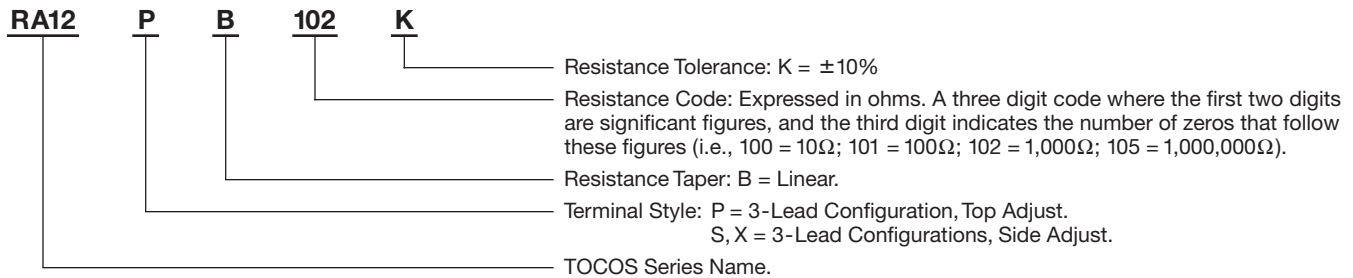 RA12 P B 102 K
Resistance Tolerance: K = ±10%
Resistance Code: Expressed in ohms. A three digit code where the first two digits
are significant figures, and the third digit indicates the number of zeros that follow
these figures (i.e., 100 = 10Ω; 101 = 100Ω; 102 = 1,000Ω; 105 = 1,000,000Ω).
Resistance Taper: B = Linear.
Terminal Style: P = 3-Lead Configuration, Top Adjust.
S, X = 3-Lead Configurations, Side Adjust.
TOCOS Series Name.